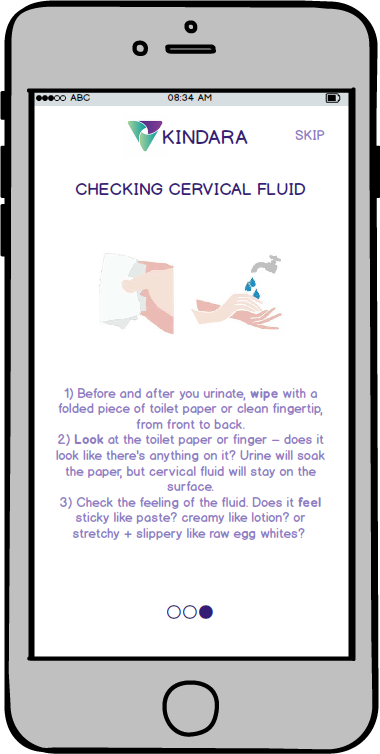 ABC 08:34 AM
KINDARA SKIP
CHECKING CERVICAL FLUID
1) Before and after you urinate, wipe with a
folded piece of toilet paper or clean fingertip,
from front to back.
2) Look at the toilet paper or finger – does it
look like there's anything on it? Urine will soak
the paper, but cervical fluid will stay on the
surface.
3) Check the feeling of the fluid. Does it feel
sticky like paste? creamy like lotion? or
stretchy + slippery like raw egg whites?